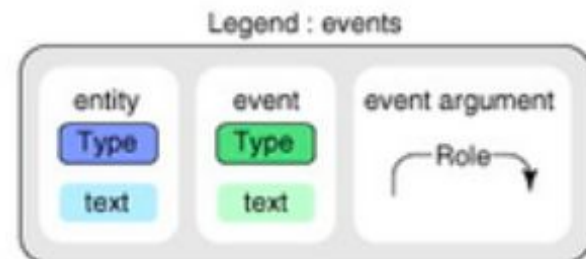 Legend : events
entity event event argument
Type Type Role
text text